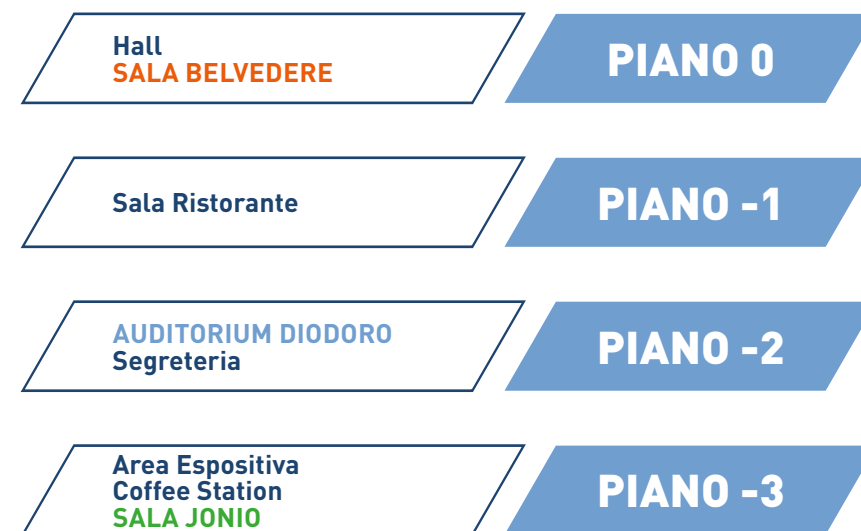 Hall
SALA BELVEDERE
PIANO 0
Sala Ristorante
PIANO -1
AUDITORIUM DIODORO
Segreteria
PIANO -2
Area Espositiva
Coffee Station
SALA JONIO
PIANO -3